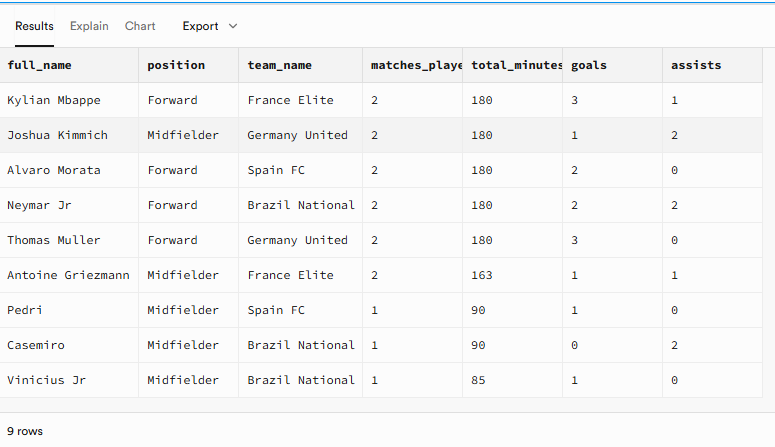 Results Explain Chart Export
full_name position team_name matches_playe total_minutes goals assists
Kylian Mbappe Forward France Elite 2 180 3 1
Joshua Kimmich Midfielder Germany United 2 180 1 2
Alvaro Morata Forward Spain FC 2 180 2 0
Neymar Jr Forward Brazil National 2 180 2 2
Thomas Muller Forward Germany United 2 180 3 0
Antoine Griezmann Midfielder France Elite 2 163 1 1
Pedri Midfielder Spain FC 1 90 1 0
Casemiro Midfielder Brazil National 1 90 0 2
Vinicius Jr Midfielder Brazil National 1 85 1 0
9 rows